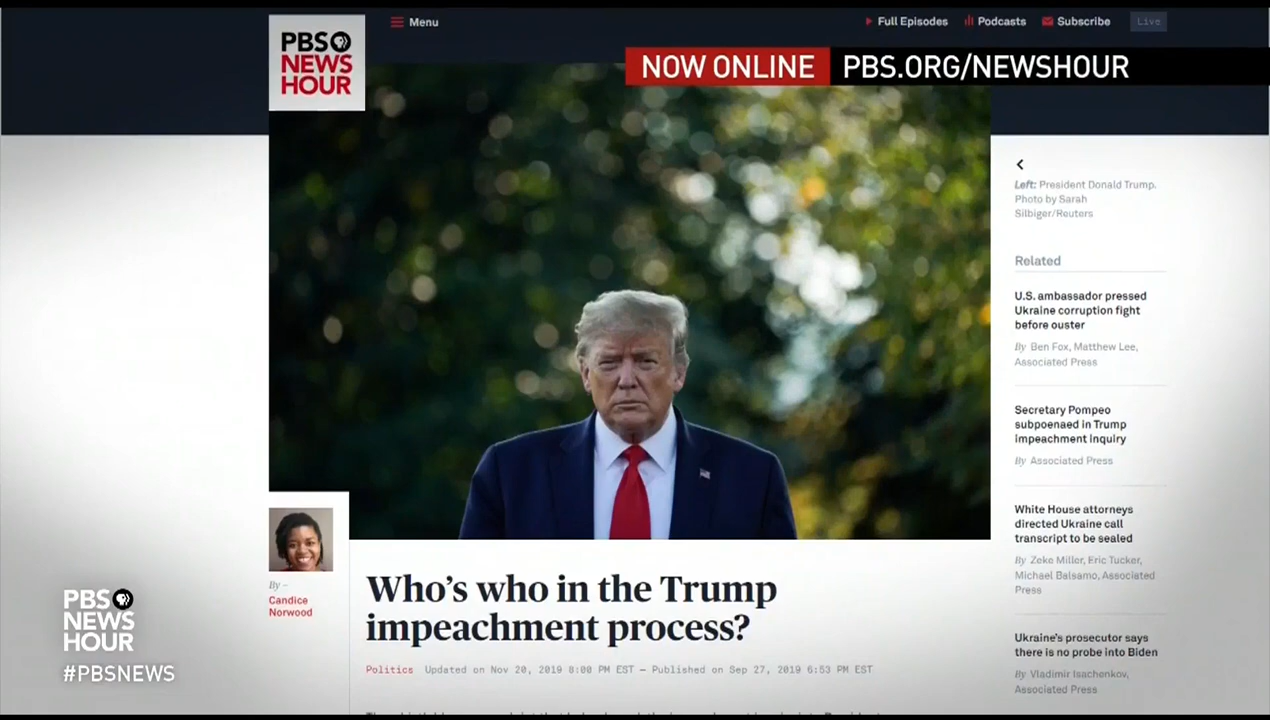 PBS
NEWS
HOUR
Menu
Full Episodes
Podcasts
Subscribe
Live
NOW ONLINE
PBS.ORG/NEWSHOUR
Left: President Donald Trump.
Photo by Sarah
Silbiger/Reuters
Related
U.S. ambassador pressed
Ukraine corruption fight
before ouster
By Ben Fox, Matthew Lee,
Associated Press
Secretary Pompeo
subpoenaed in Trump
impeachment inquiry
By Associated Press
White House attorneys
directed Ukraine call
transcript to be sealed
By Zeke Miller, Eric Tucker,
Michael Balsamo, Associated
Press
Ukraine's prosecutor says
there is no probe into Biden
By Vladimir Isachenkov,
Associated Press
By –
Candice
Norwood
Who's who in the Trump
impeachment process?
Politics Updated on Nov 20, 2019 8:00 PM EST – Published on Sep 27, 2019 6:53 PM EST
PBS
NEWS
HOUR
#PBSNEWS